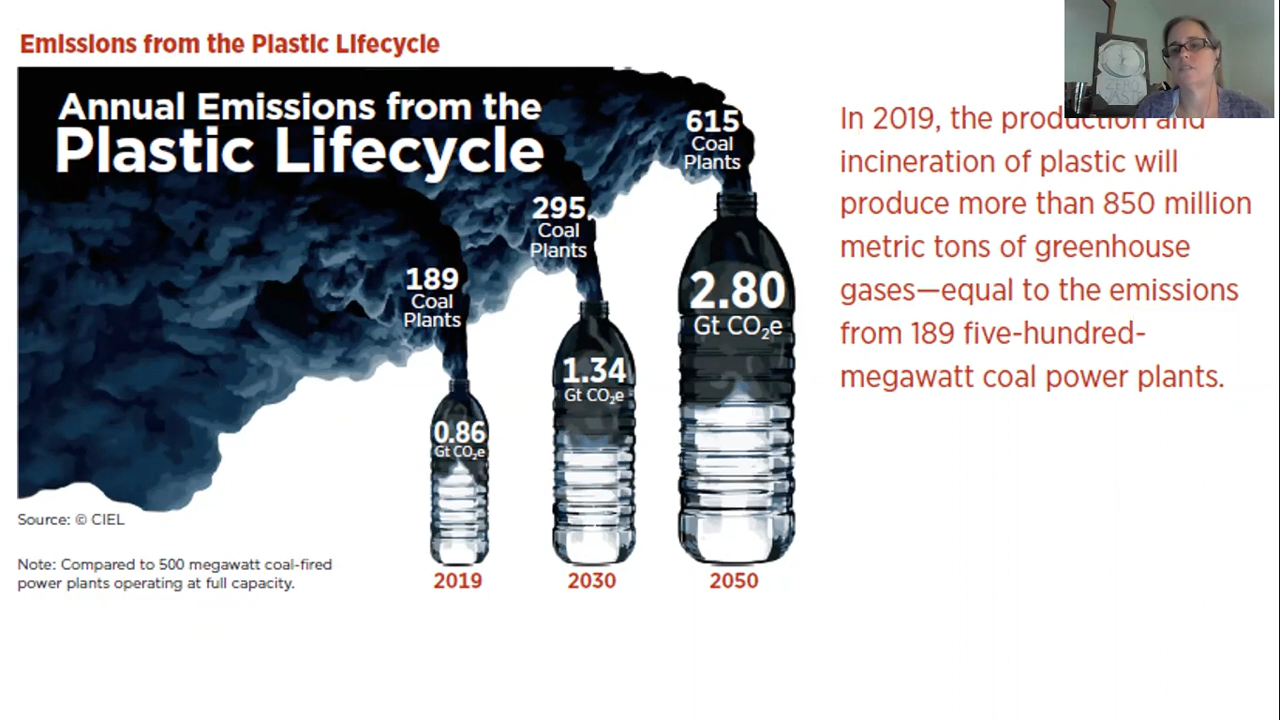 Emissions from the Plastic Lifecycle
Annual Emissions from the
Plastic Lifecycle
189
Coal
Plants
295
Coal
Plants
615
Coal
Plants
0.86
Gt CO₂e
1.34
Gt CO₂e
2.80
Gt CO₂e
2019
2030
2050
Source: © CIEL
Note: Compared to 500 megawatt coal-fired
power plants operating at full capacity.
In 2019, the production and
incineration of plastic will
produce more than 850 million
metric tons of greenhouse
gases—equal to the emissions
from 189 five-hundred-
megawatt coal power plants.